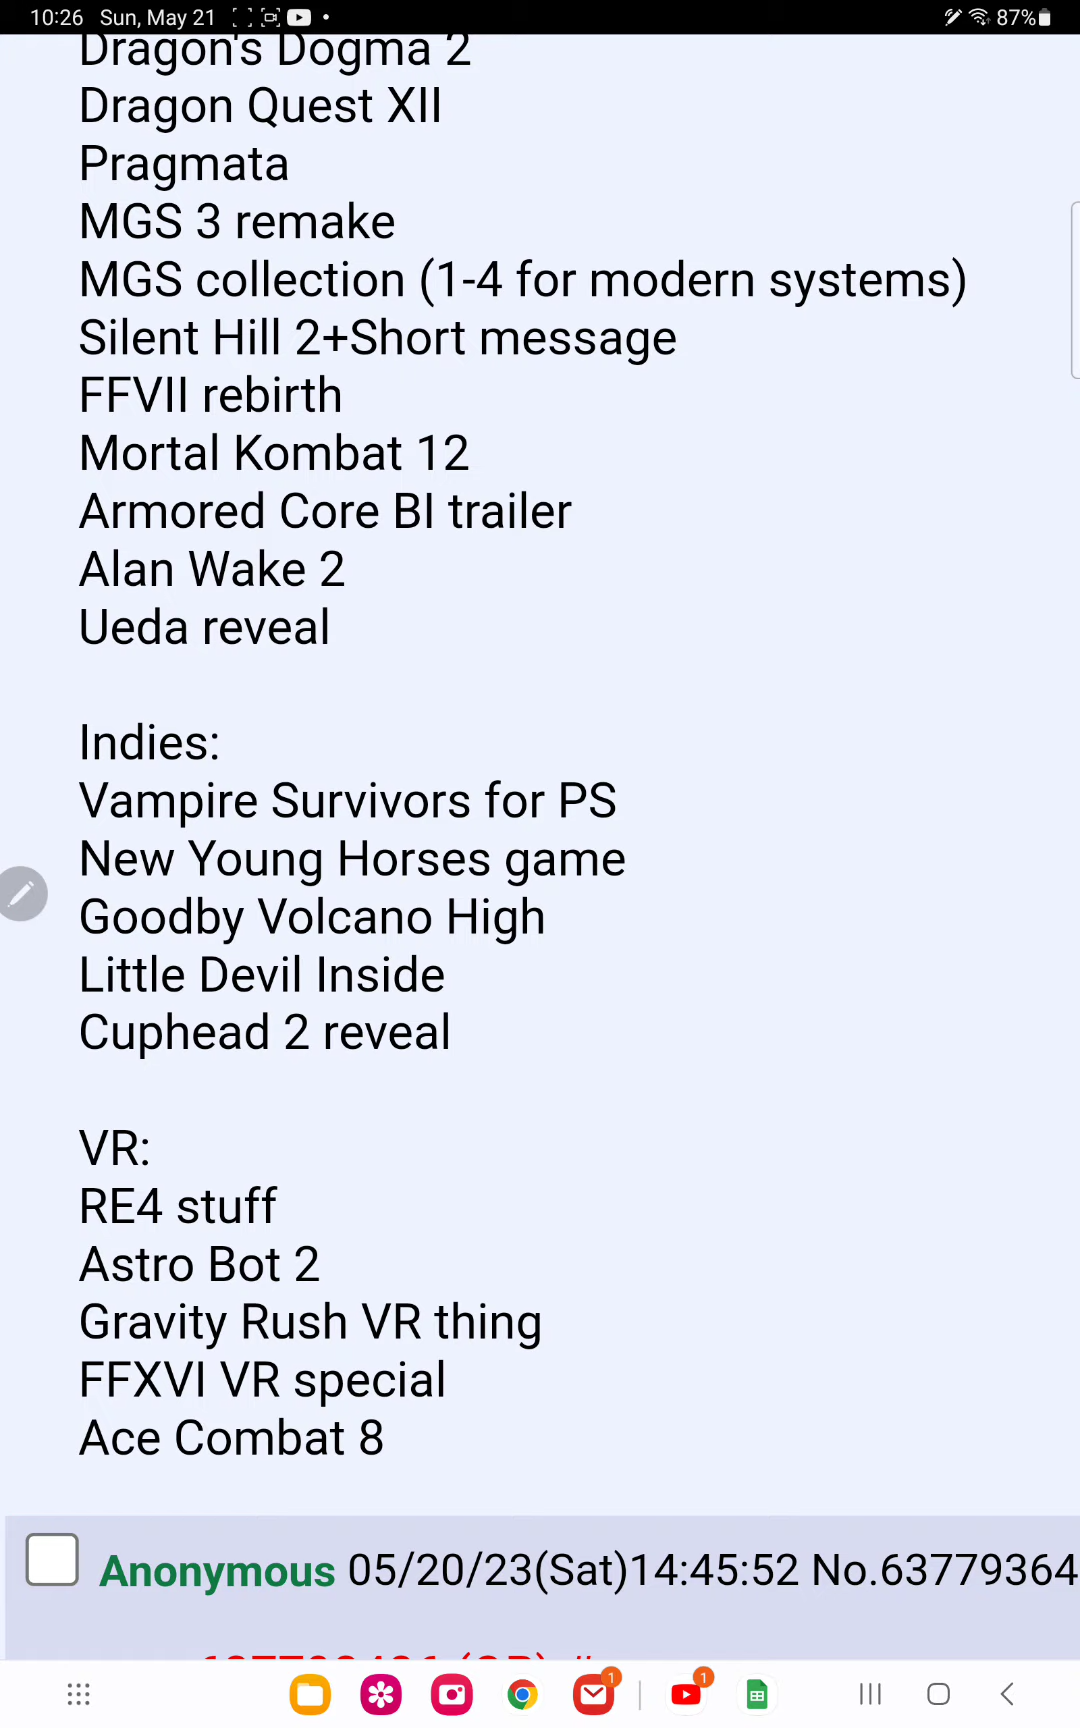 10:26 Sun, May 21 87%
Dragon's Dogma 2
Dragon Quest XII
Pragmata
MGS 3 remake
MGS collection (1-4 for modern systems)
Silent Hill 2+Short message
FFVII rebirth
Mortal Kombat 12
Armored Core BI trailer
Alan Wake 2
Ueda reveal
Indies:
Vampire Survivors for PS
New Young Horses game
Goodby Volcano High
Little Devil Inside
Cuphead 2 reveal
VR:
RE4 stuff
Astro Bot 2
Gravity Rush VR thing
FFXVI VR special
Ace Combat 8
Anonymous 05/20/23(Sat)14:45:52 No.63779364
1 1